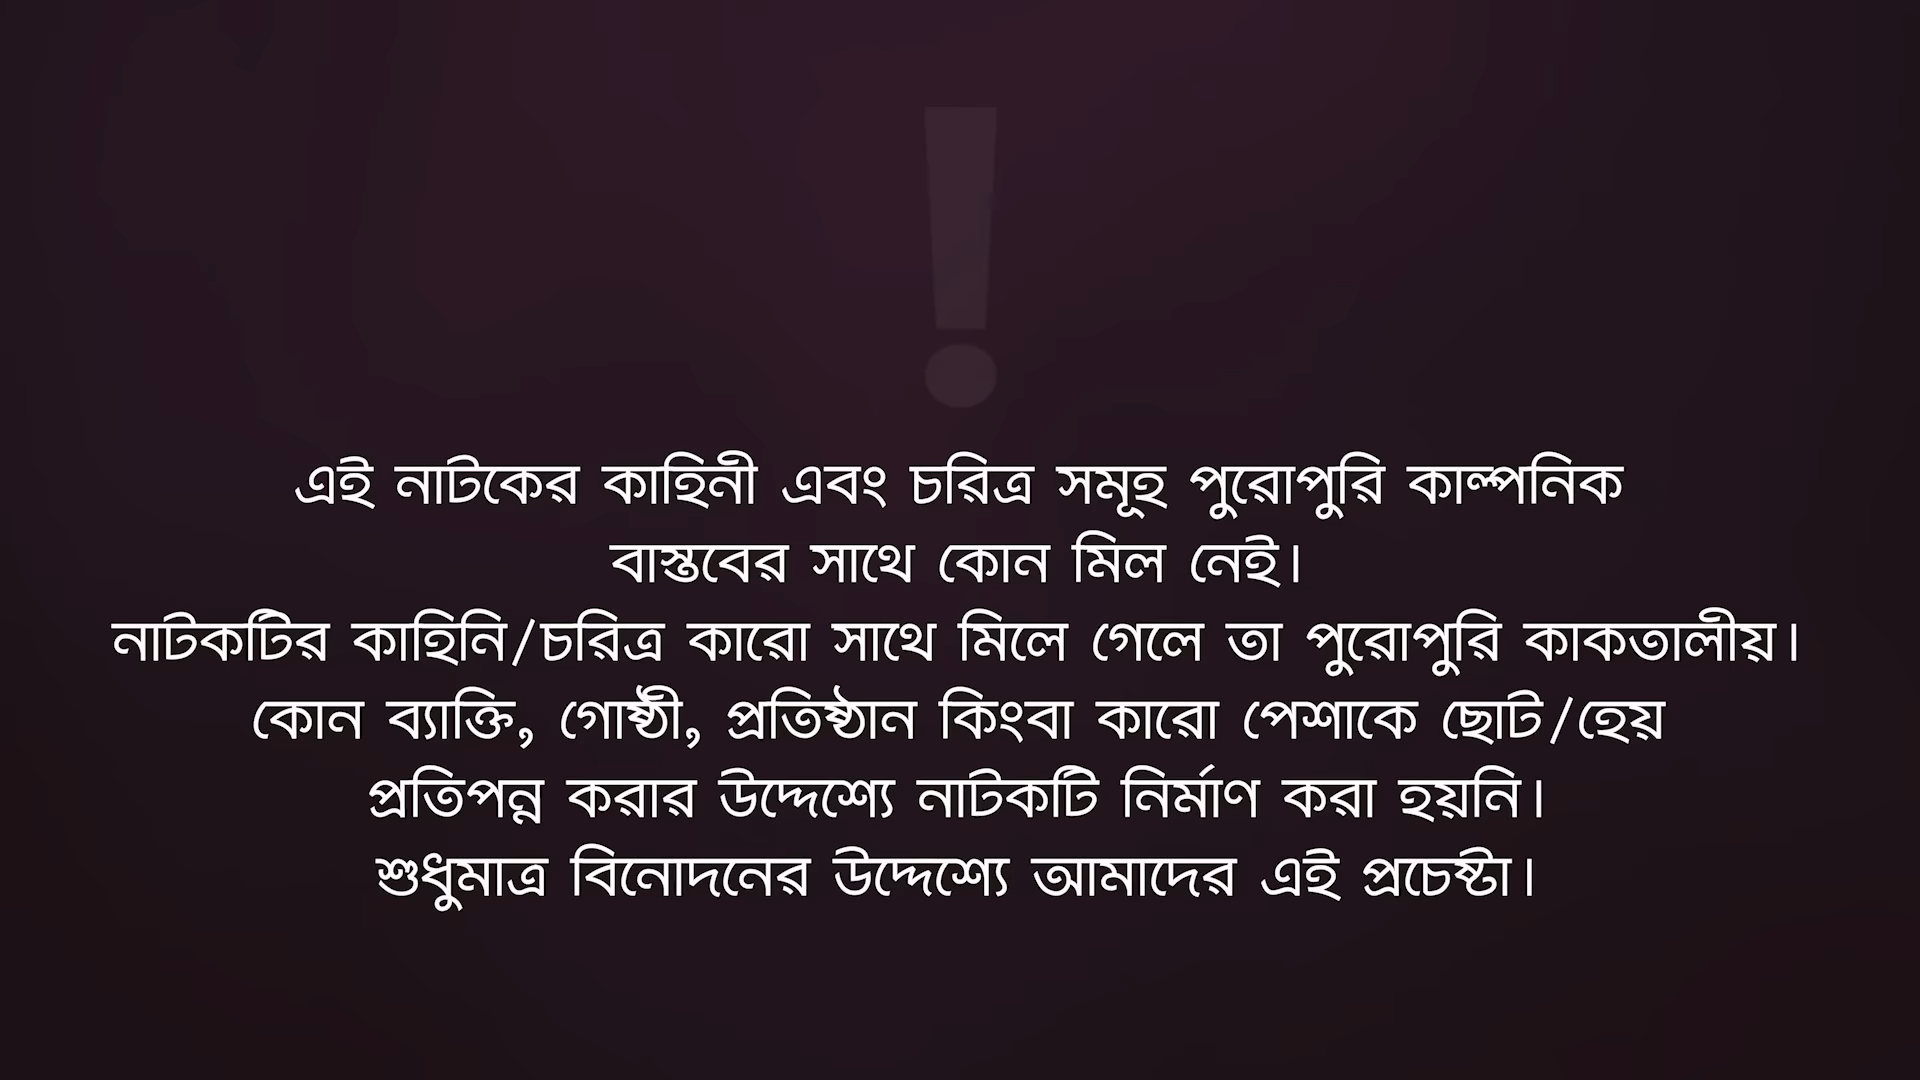 এই নাটকের কাহিনী এবং চরিত্র সমূহ পুরোপুরি কাল্পনিক
বাস্তবের সাথে কোন মিল নেই।
নাটকটির কাহিনি/চরিত্র কারো সাথে মিলে গেলে তা পুরোপুরি কাকতালীয়।
কোন ব্যাক্তি, গোষ্ঠী, প্রতিষ্ঠান কিংবা কারো পেশাকে ছোট/হেয়
প্রতিপন্ন করার উদ্দেশ্যে নাটকটি নির্মাণ করা হয়নি।
শুধুমাত্র বিনোদনের উদ্দেশ্যে আমাদের এই প্রচেষ্টা।